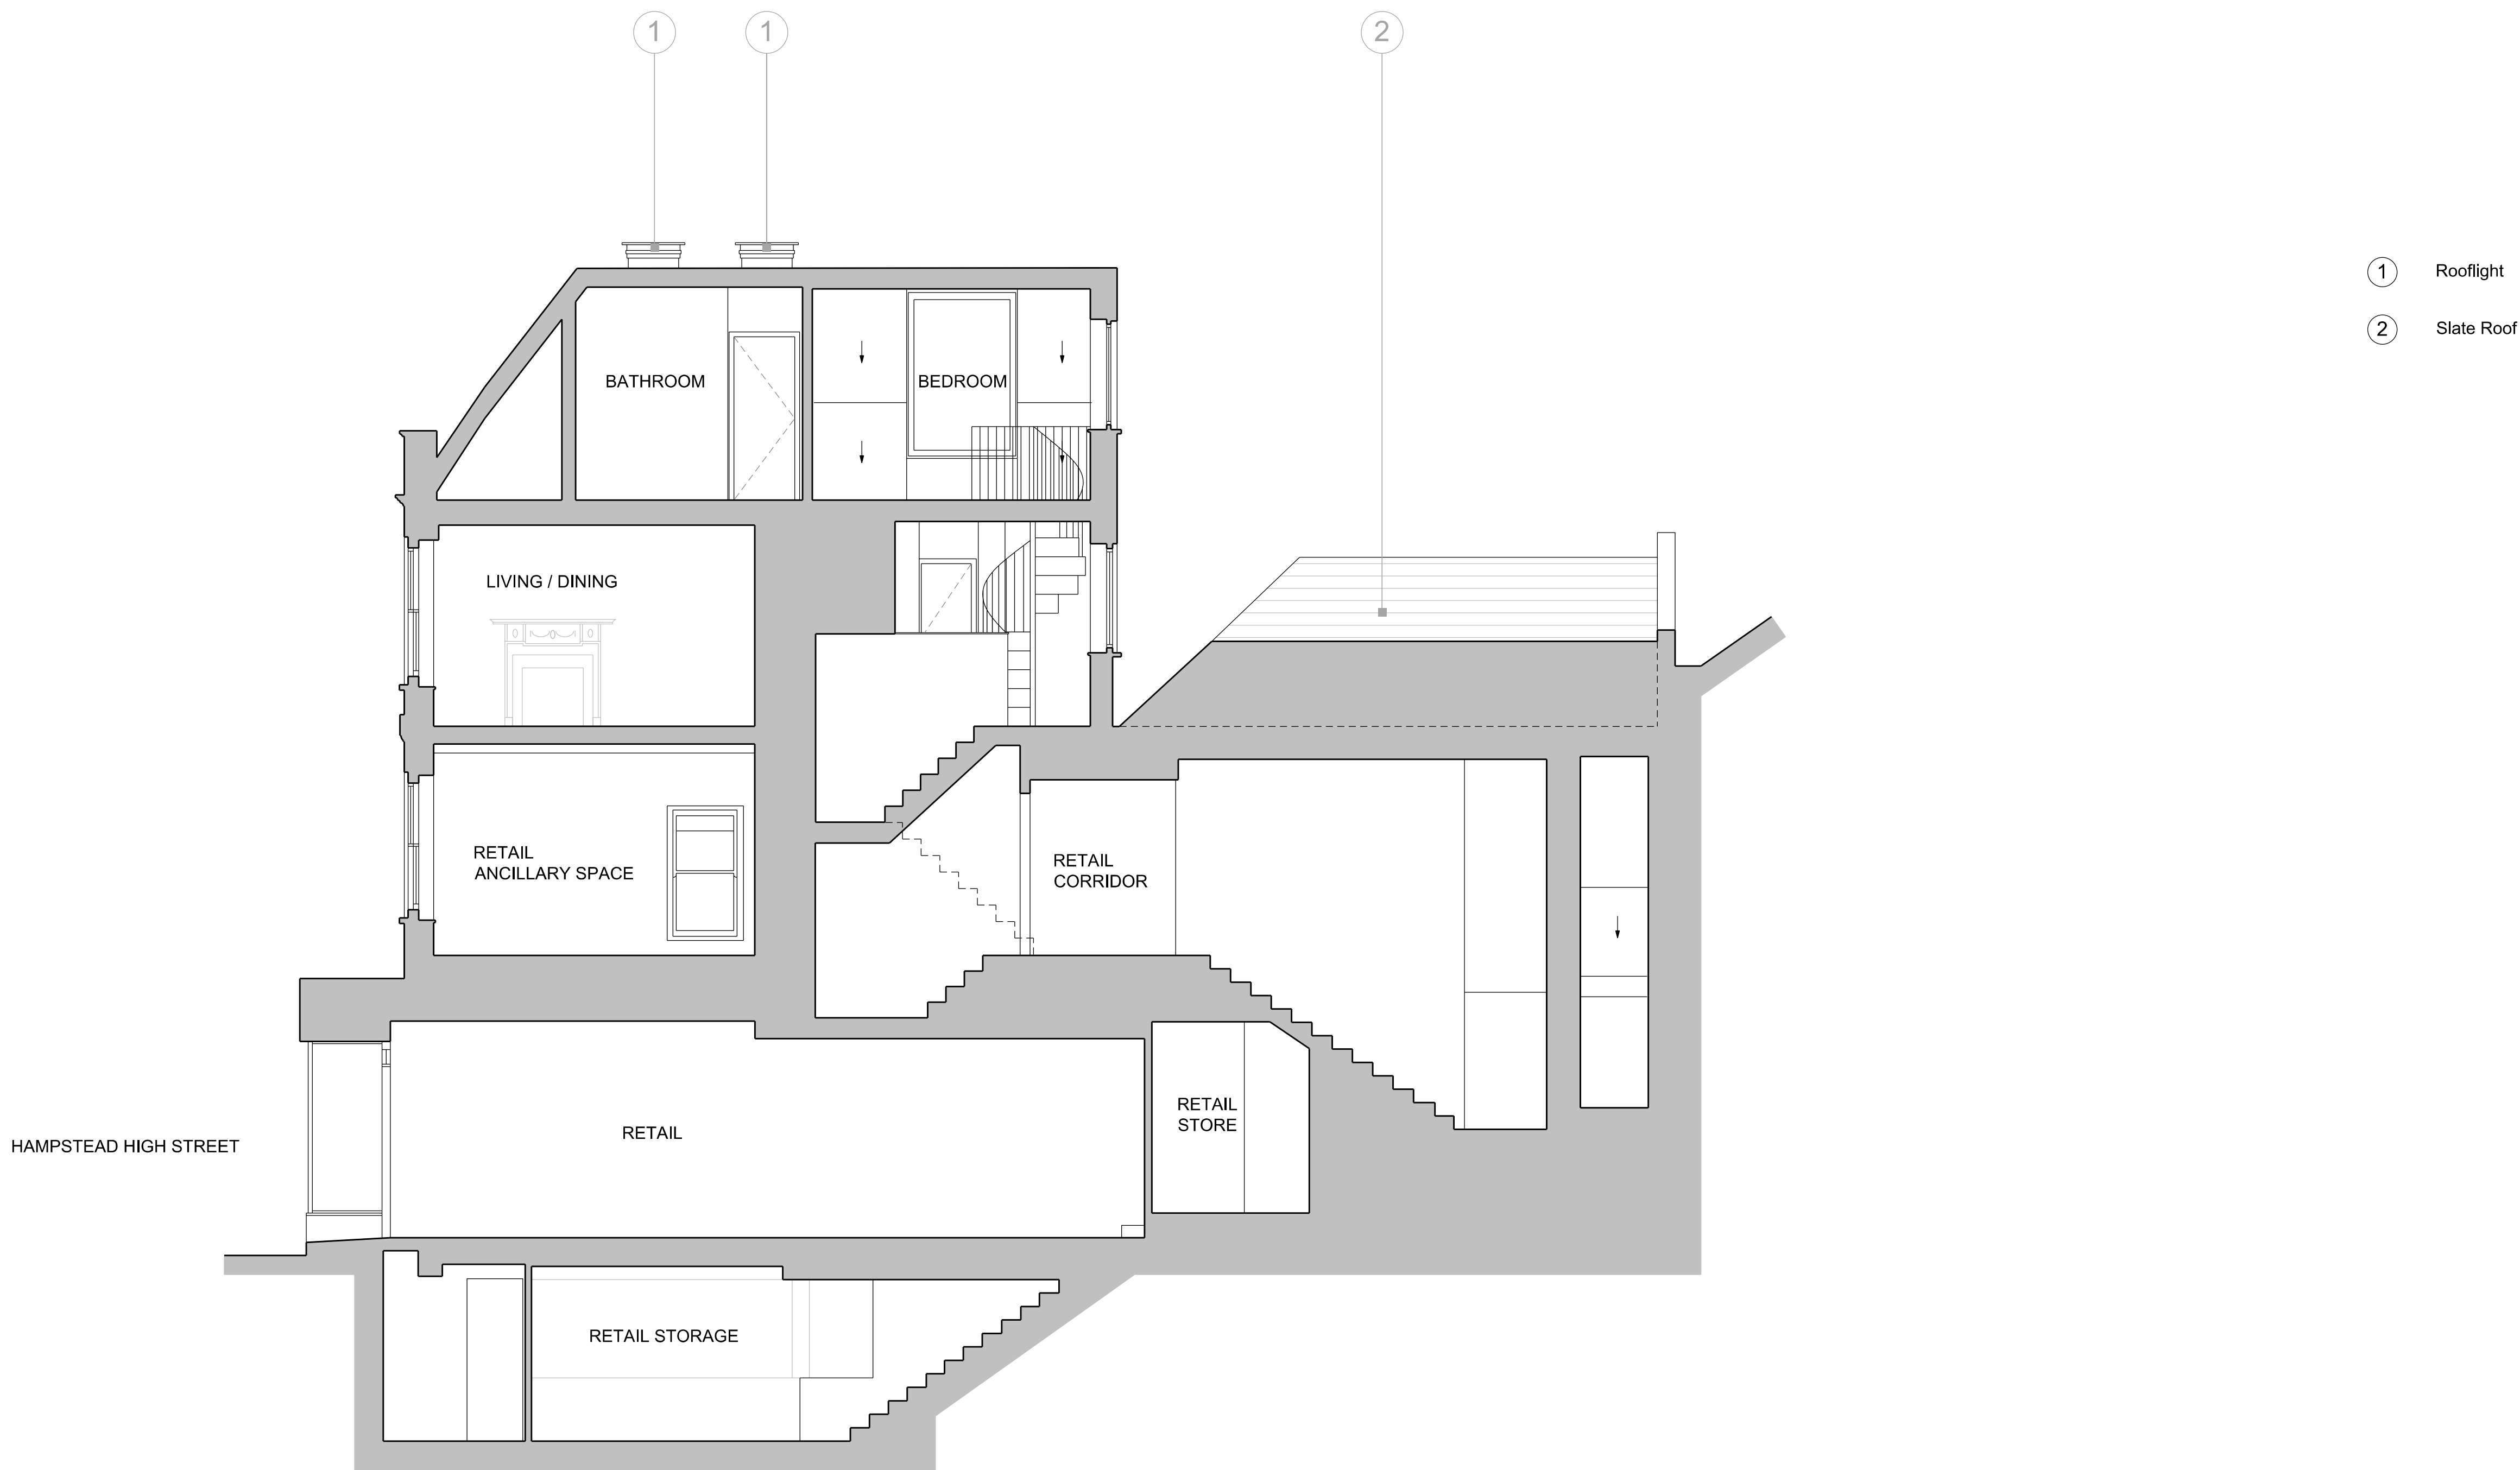 1
1
2
1
Rooflight
2
Slate Roof
BATHROOM
BEDROOM
LIVING / DINING
RETAIL
ANCILLARY SPACE
RETAIL
CORRIDOR
RETAIL
STORE
RETAIL
HAMPSTEAD HIGH STREET
RETAIL STORAGE